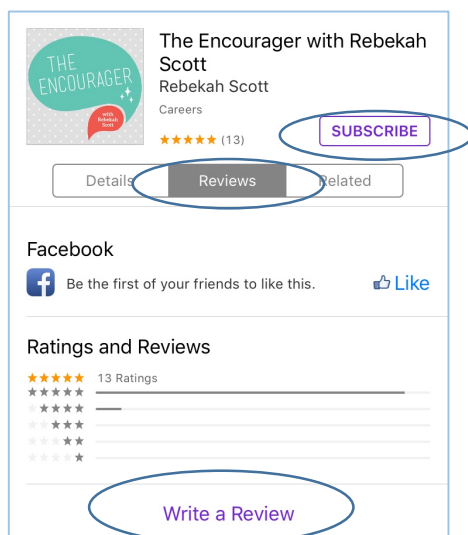 THE
ENCOURAGER
with
Rebekah
Scott
The Encourager with Rebekah
Scott
Rebekah Scott
Careers
★★★★★ (13)
SUBSCRIBE
Details
Reviews
Related
Facebook
f
Be the first of your friends to like this.
Like
Ratings and Reviews
★★★★★ 13 Ratings
★★★★★
★★★★
★★★
★★
★
Write a Review